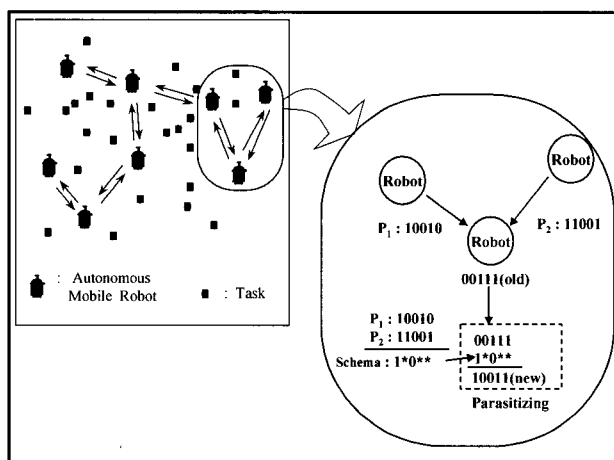 : Autonomous
Mobile Robot
: Task
Robot
Robot
P1 : 10010
Robot
P2 : 11001
00111(old)
P1 : 10010
P2 : 11001
Schema : 1*0**
00111
1*0**
10011(new)
Parasitizing